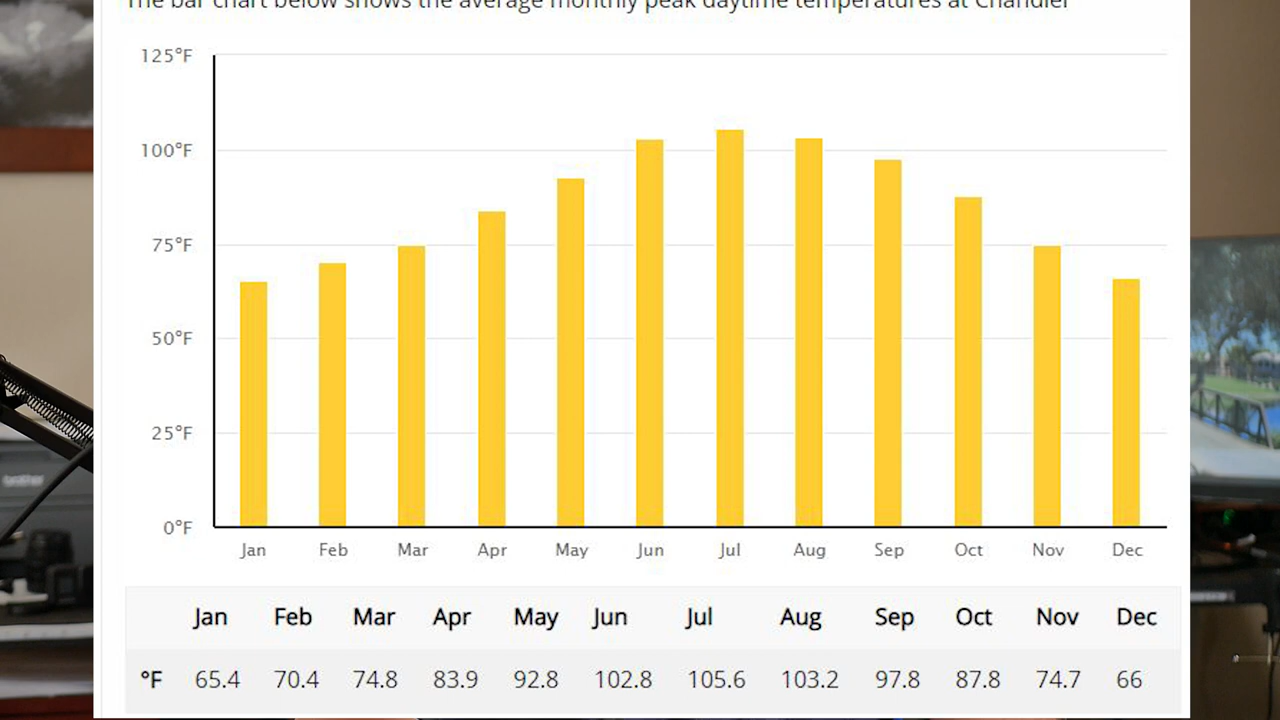 The bar chart below shows the average monthly peak daytime temperatures at Chandler
125°F
100°F
75°F
50°F
25°F
0°F
Jan Feb Mar Apr May Jun Jul Aug Sep Oct Nov Dec
Jan Feb Mar Apr May Jun Jul Aug Sep Oct Nov Dec
°F 65.4 70.4 74.8 83.9 92.8 102.8 105.6 103.2 97.8 87.8 74.7 66
brother